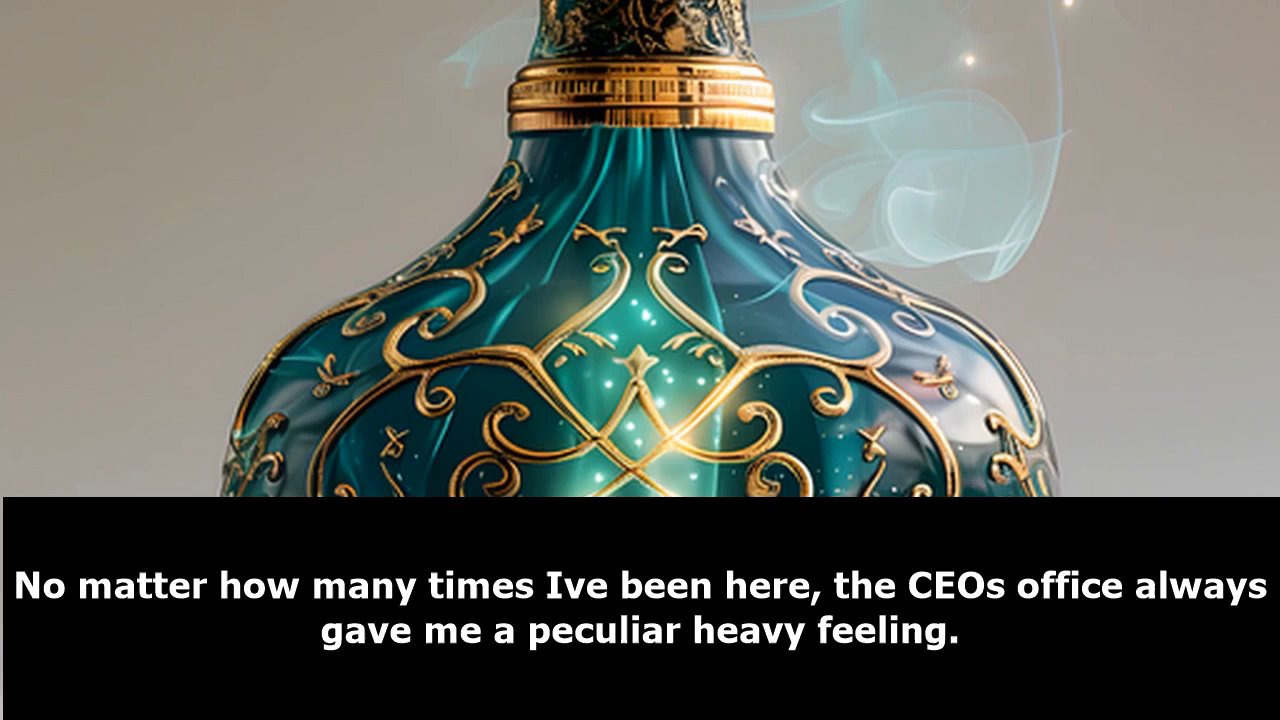 No matter how many times Ive been here, the CEOs office always
gave me a peculiar heavy feeling.